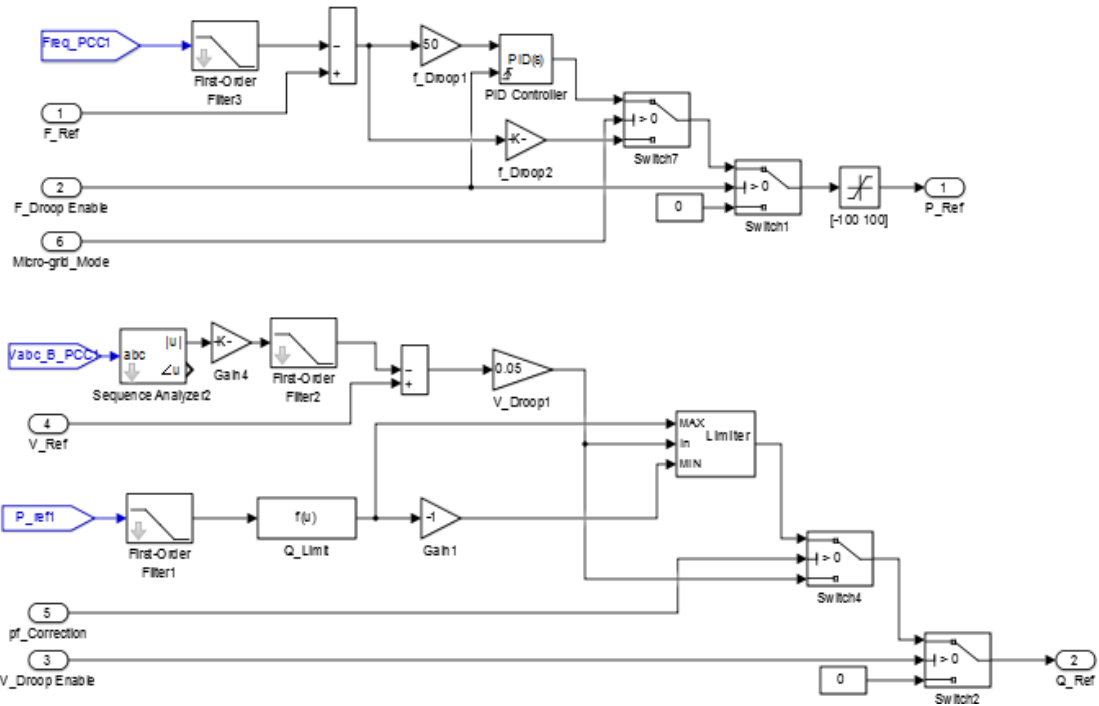 Freq_PCC1
First-Order
Filter3
−
+
50
f_Droop1
PID(s)
PID Controller
1
F_Ref
-K-
f_Droop2
> 0
Switch7
2
F_Droop Enable
0
> 0
Switch1
[-100 100]
1
P_Ref
6
Micro-grid_Mode
Vabc_B_PCC1
abc
|u|
∠u
Sequence Analyzer2
-K-
Gain4
First-Order
Filter2
−
+
0.05
V_Droop1
4
V_Ref
MAX
In
MIN
Limiter
P_ref1
First-Order
Filter1
f(u)
Q_Limit
-1
Gain1
> 0
Switch4
5
pf_Correction
3
V_Droop Enable
0
> 0
Switch2
2
Q_Ref